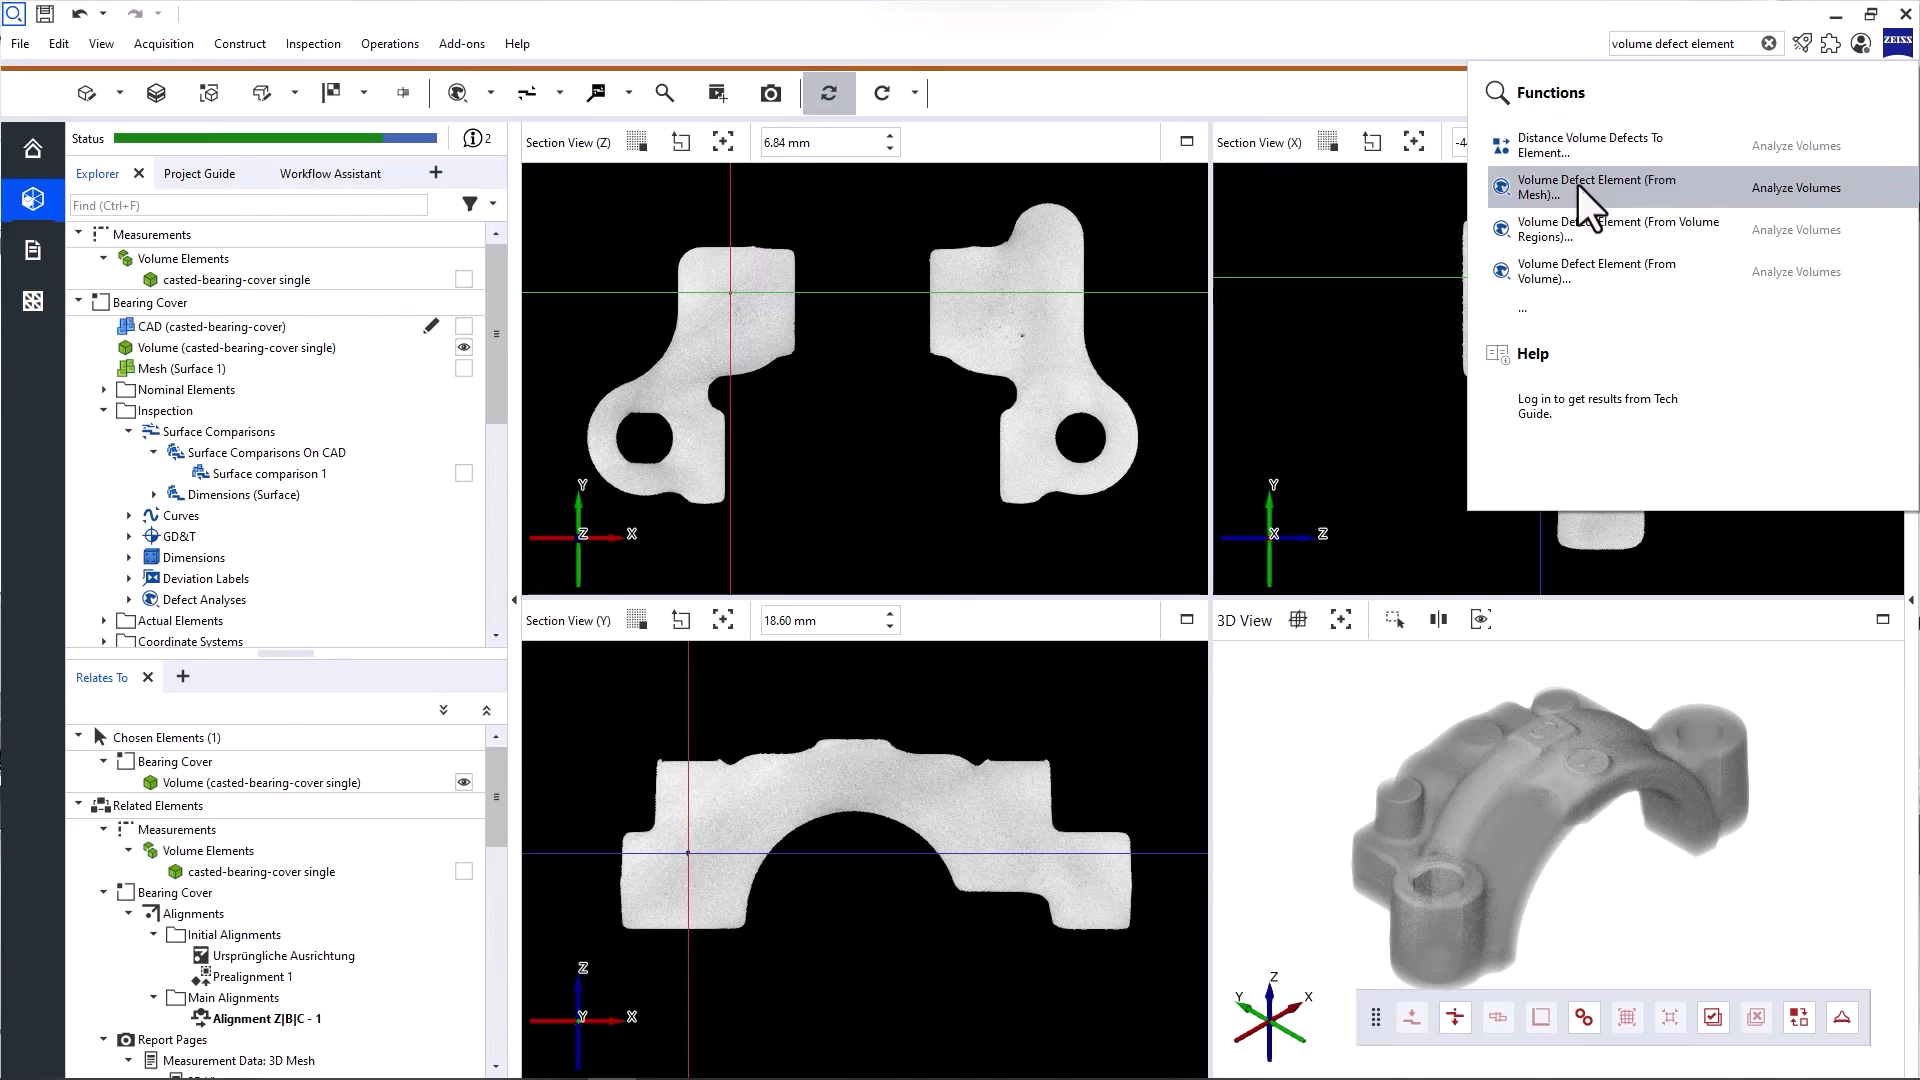 File Edit View Acquisition Construct Inspection Operations Add-ons Help
volume defect element
ZEISS
Functions
Distance Volume Defects To
Element...
Analyze Volumes
Volume Defect Element (From
Mesh)...
Analyze Volumes
Volume Defect Element (From Volume
Regions)...
Analyze Volumes
Volume Defect Element (From
Volume)...
Analyze Volumes
...
Help
Log in to get results from Tech
Guide.
Status
2
Explorer Project Guide Workflow Assistant
Find (Ctrl+F)
Measurements
Volume Elements
casted-bearing-cover single
Bearing Cover
CAD (casted-bearing-cover)
Volume (casted-bearing-cover single)
Mesh (Surface 1)
Nominal Elements
Inspection
Surface Comparisons
Surface Comparisons On CAD
Surface comparison 1
Dimensions (Surface)
Curves
GD&T
Dimensions
Deviation Labels
Defect Analyses
Actual Elements
Coordinate Systems
Relates To
Chosen Elements (1)
Bearing Cover
Volume (casted-bearing-cover single)
Related Elements
Measurements
Volume Elements
casted-bearing-cover single
Bearing Cover
Alignments
Initial Alignments
Ursprüngliche Ausrichtung
Prealignment 1
Main Alignments
Alignment Z|B|C - 1
Report Pages
Measurement Data: 3D Mesh
Section View (Z)
6.84 mm
Y
Z
X
Section View (X)
-4
Y
X
Z
Section View (Y)
18.60 mm
Z
Y
X
3D View
Z
Y
X